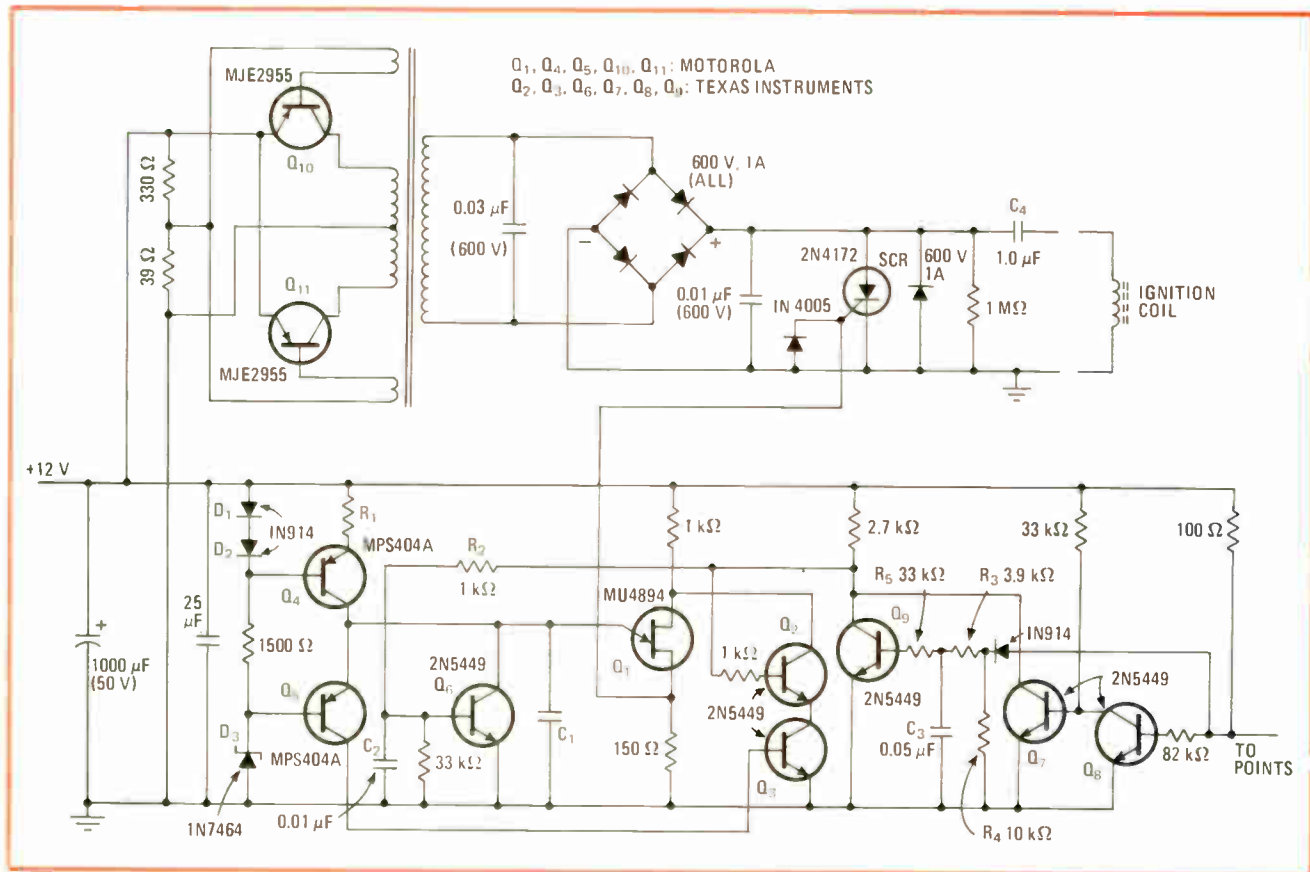 Q1, Q4, Q5, Q10, Q11: MOTOROLA
Q2, Q3, Q6, Q7, Q8, Q9: TEXAS INSTRUMENTS
MJE2955
Q10
330 Ω
39 Ω
Q11
MJE2955
0.03 µF
(600 V)
600 V, 1A
(ALL)
−
+
0.01 µF
(600 V)
2N4172
SCR
IN 4005
600 V
1A
1 MΩ
C4
1.0 µF
IGNITION
COIL
+12 V
1000 µF
(50 V)
+
25
µF
D1
D2
IN914
R1
MPS404A
Q4
1500 Ω
Q5
D3
MPS404A
1N7464
R2
1 kΩ
2N5449
Q6
C2
33 kΩ
0.01 µF
C1
MU4894
Q1
1 kΩ
150 Ω
1 kΩ
Q2
2N5449
Q3
2.7 kΩ
Q9
2N5449
R5 33 kΩ
R3 3.9 kΩ
C3
0.05 µF
IN914
33 kΩ
100 Ω
2N5449
Q7
Q8
82 kΩ
TO
POINTS
R4 10 kΩ